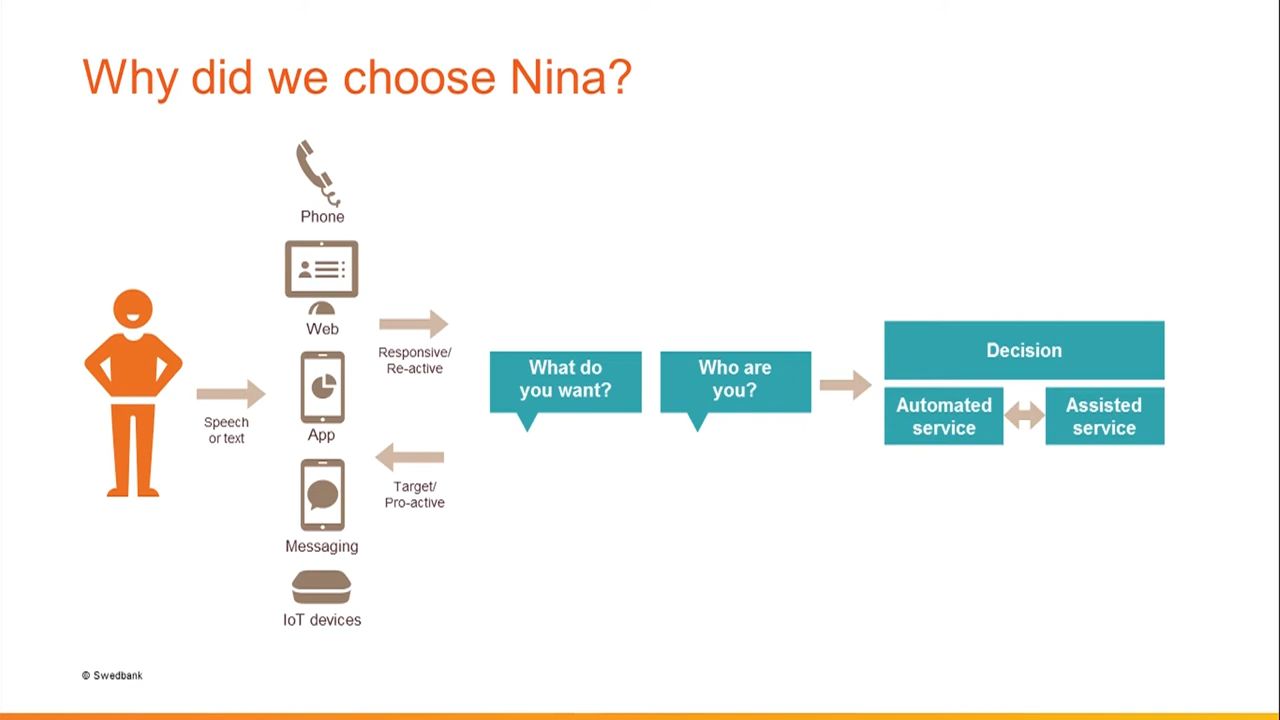 Why did we choose Nina?
Phone
Web
App
Messaging
IoT devices
Speech
or text
Responsive/
Re-active
Target/
Pro-active
What do
you want?
Who are
you?
Decision
Automated
service
Assisted
service
© Swedbank